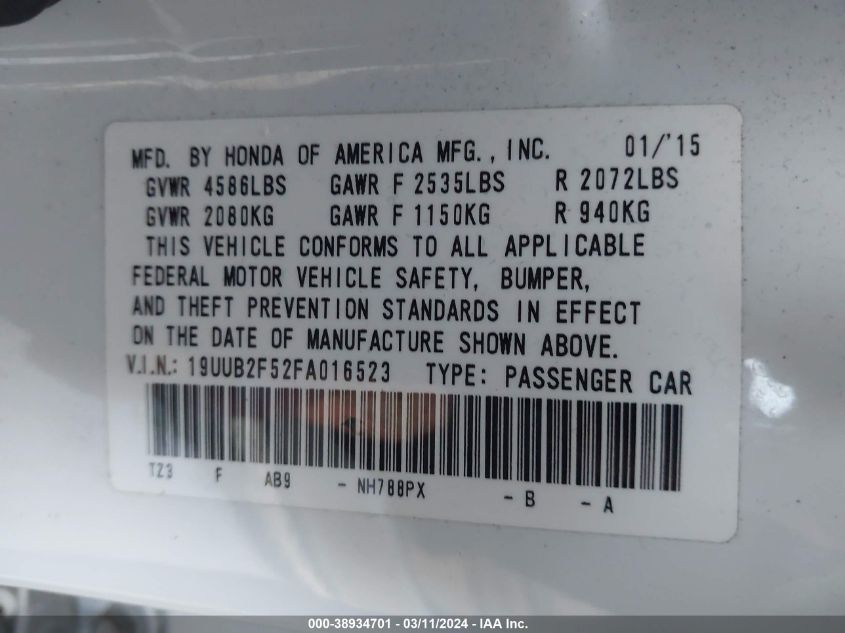 MFD. BY HONDA OF AMERICA MFG., INC. 01/'15
GVWR 4586LBS GAWR F 2535LBS R 2072LBS
GVWR 2080KG GAWR F 1150KG R 940KG
THIS VEHICLE CONFORMS TO ALL APPLICABLE
FEDERAL MOTOR VEHICLE SAFETY, BUMPER,
AND THEFT PREVENTION STANDARDS IN EFFECT
ON THE DATE OF MANUFACTURE SHOWN ABOVE.
V.I.N.: 19UUB2F52FA016523 TYPE: PASSENGER CAR
TZ3 F AB9 - NH788PX - B - A
000-38934701 - 03/11/2024 - IAA Inc.